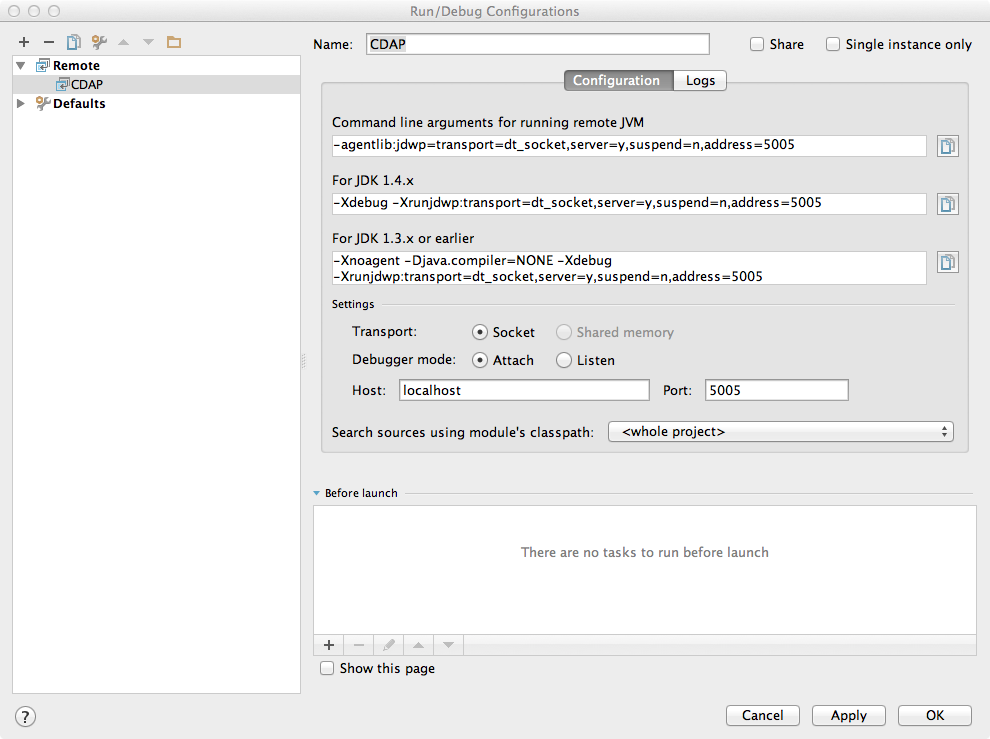 Run/Debug Configurations
Name: CDAP Share Single instance only
Remote
CDAP
Defaults
Configuration Logs
Command line arguments for running remote JVM
-agentlib:jdwp=transport=dt_socket,server=y,suspend=n,address=5005
For JDK 1.4.x
-Xdebug -Xrunjdwp:transport=dt_socket,server=y,suspend=n,address=5005
For JDK 1.3.x or earlier
-Xnoagent -Djava.compiler=NONE -Xdebug
-Xrunjdwp:transport=dt_socket,server=y,suspend=n,address=5005
Settings
Transport: Socket Shared memory
Debugger mode: Attach Listen
Host: localhost Port: 5005
Search sources using module's classpath: <whole project>
Before launch
There are no tasks to run before launch
Show this page
? Cancel Apply OK